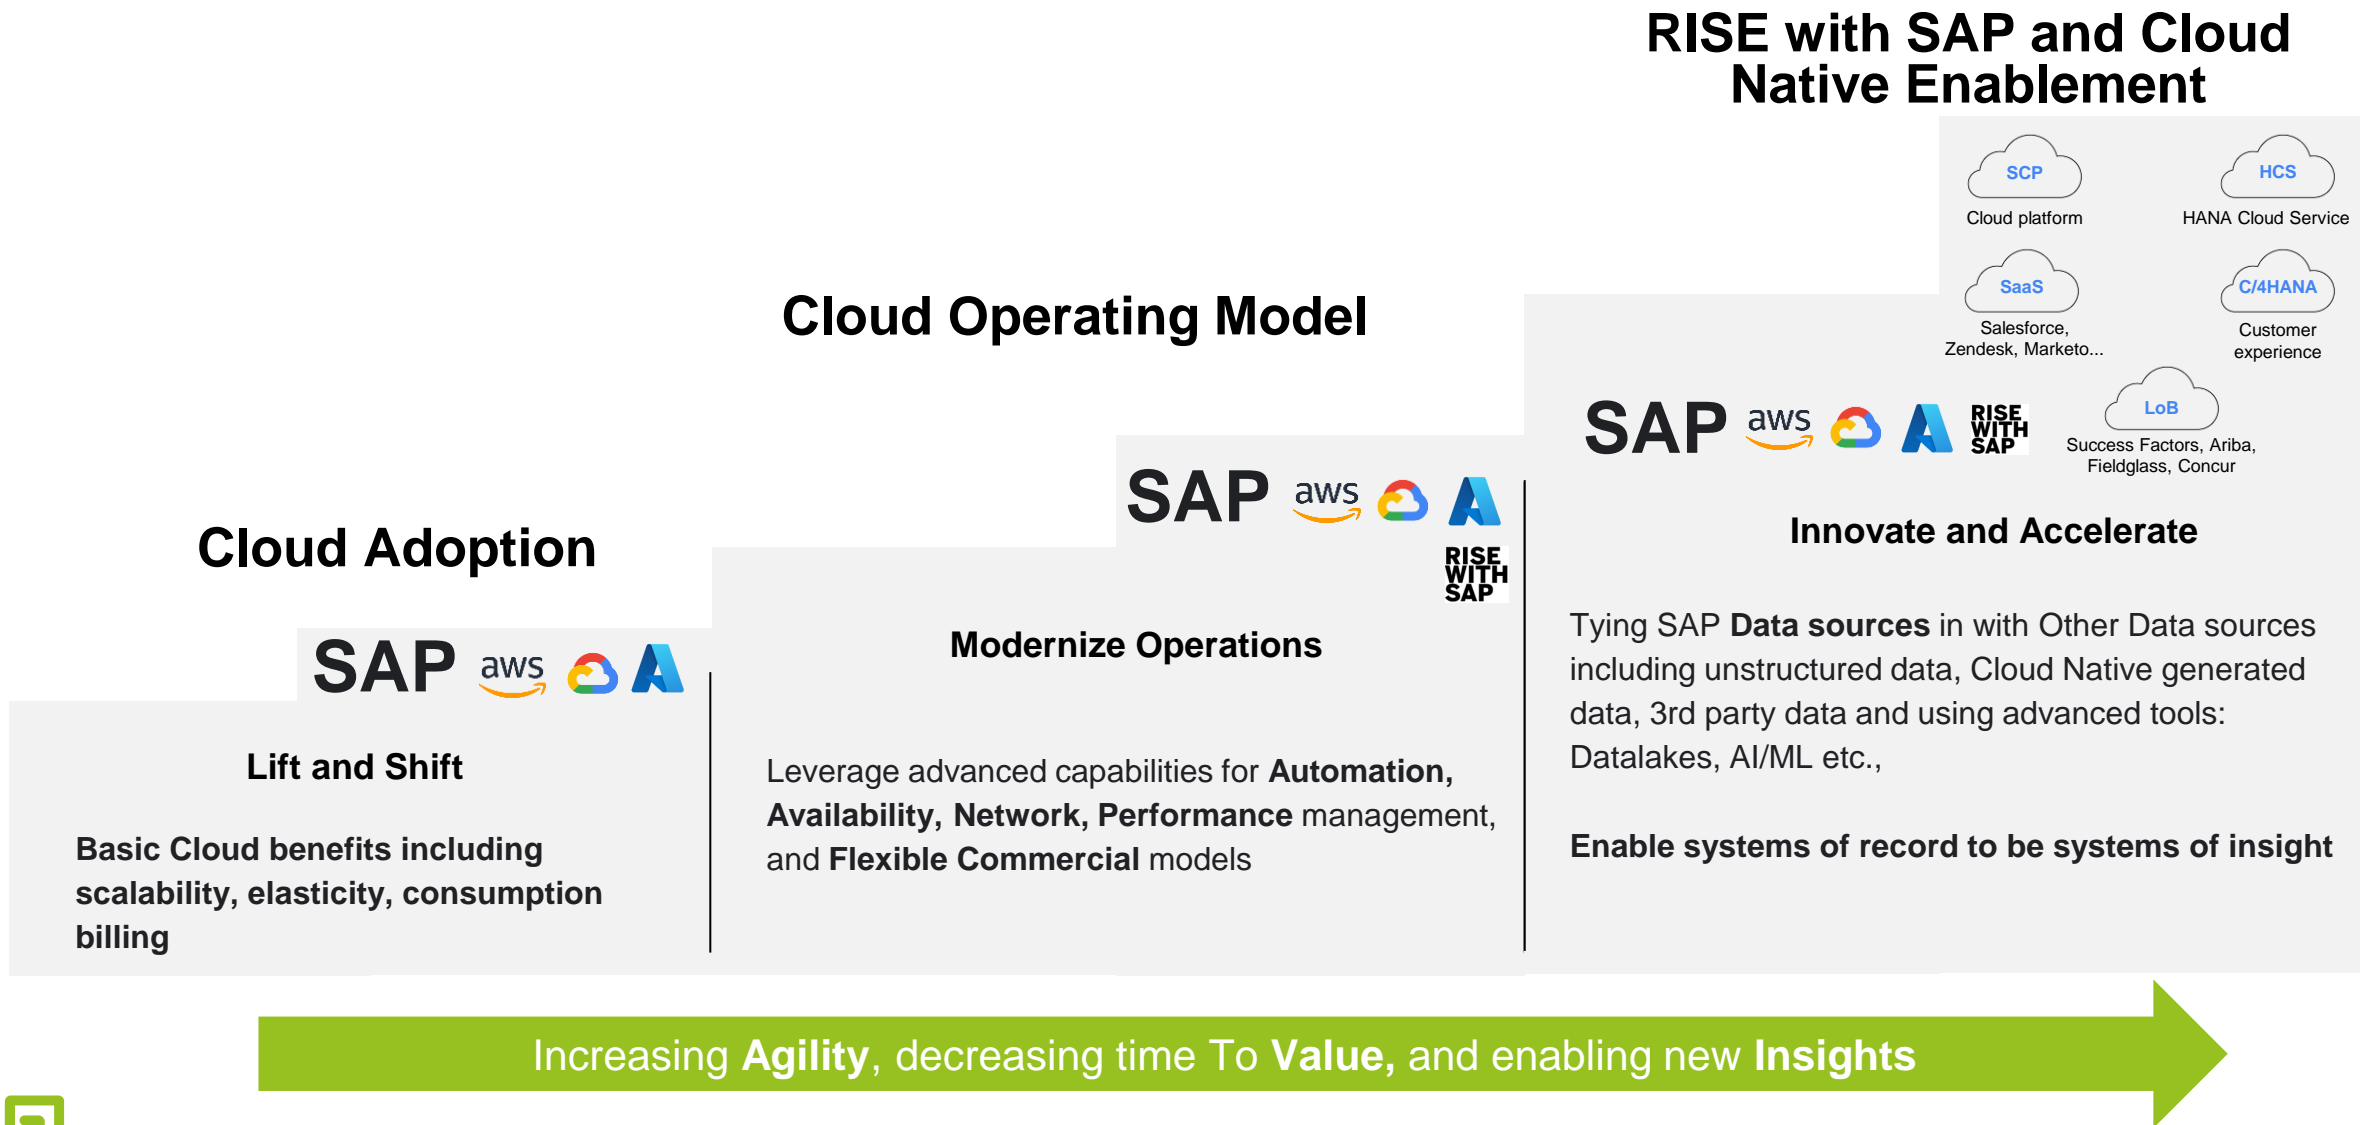 RISE with SAP and Cloud
Native Enablement
SCP
Cloud platform
HCS
HANA Cloud Service
SaaS
Salesforce,
Zendesk, Marketo...
C/4HANA
Customer
experience
LoB
Success Factors, Ariba,
Fieldglass, Concur
SAP aws
RISE
WITH
SAP
Innovate and Accelerate
Tying SAP Data sources in with Other Data sources
including unstructured data, Cloud Native generated
data, 3rd party data and using advanced tools:
Datalakes, AI/ML etc.,
Enable systems of record to be systems of insight
Cloud Operating Model
SAP aws
RISE
WITH
SAP
Modernize Operations
Leverage advanced capabilities for Automation,
Availability, Network, Performance management,
and Flexible Commercial models
Cloud Adoption
SAP aws
Lift and Shift
Basic Cloud benefits including
scalability, elasticity, consumption
billing
Increasing Agility, decreasing time To Value, and enabling new Insights